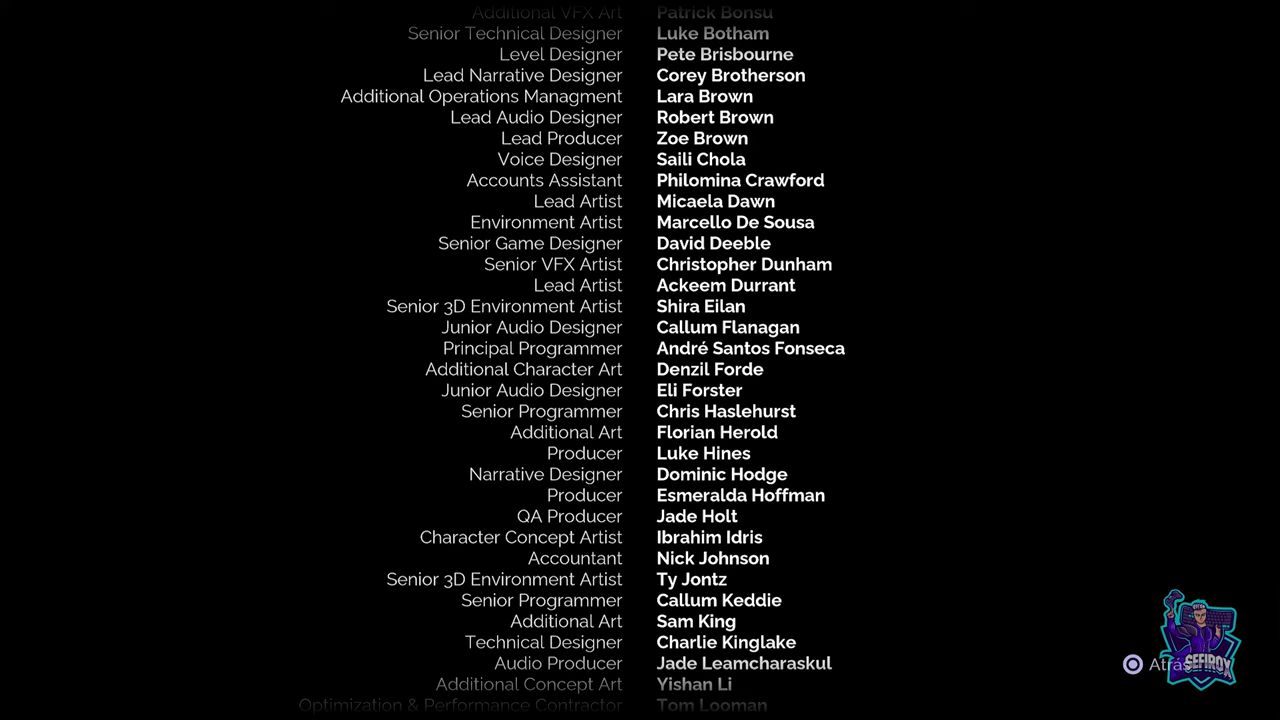 Additional VFX Art Patrick Bonsu
Senior Technical Designer Luke Botham
Level Designer Pete Brisbourne
Lead Narrative Designer Corey Brotherson
Additional Operations Managment Lara Brown
Lead Audio Designer Robert Brown
Lead Producer Zoe Brown
Voice Designer Saili Chola
Accounts Assistant Philomina Crawford
Lead Artist Micaela Dawn
Environment Artist Marcello De Sousa
Senior Game Designer David Deeble
Senior VFX Artist Christopher Dunham
Lead Artist Ackeem Durrant
Senior 3D Environment Artist Shira Eilan
Junior Audio Designer Callum Flanagan
Principal Programmer André Santos Fonseca
Additional Character Art Denzil Forde
Junior Audio Designer Eli Forster
Senior Programmer Chris Haslehurst
Additional Art Florian Herold
Producer Luke Hines
Narrative Designer Dominic Hodge
Producer Esmeralda Hoffman
QA Producer Jade Holt
Character Concept Artist Ibrahim Idris
Accountant Nick Johnson
Senior 3D Environment Artist Ty Jontz
Senior Programmer Callum Keddie
Additional Art Sam King
Technical Designer Charlie Kinglake
Audio Producer Jade Leamcharaskul
Atrás SEFIROX
Additional Concept Art Yishan Li
Optimization & Performance Contractor Tom Looman